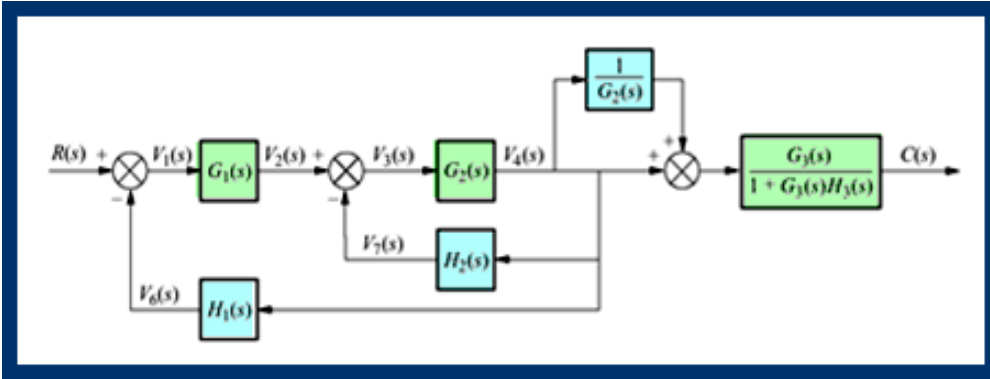 1
G₂(s)
R(s) + V₁(s) G₁(s) V₂(s) + V₃(s) G₂(s) V₄(s) + + G₃(s) C(s)
1 + G₃(s)H₃(s)
− −
V₇(s) H₂(s)
V₆(s) H₁(s)